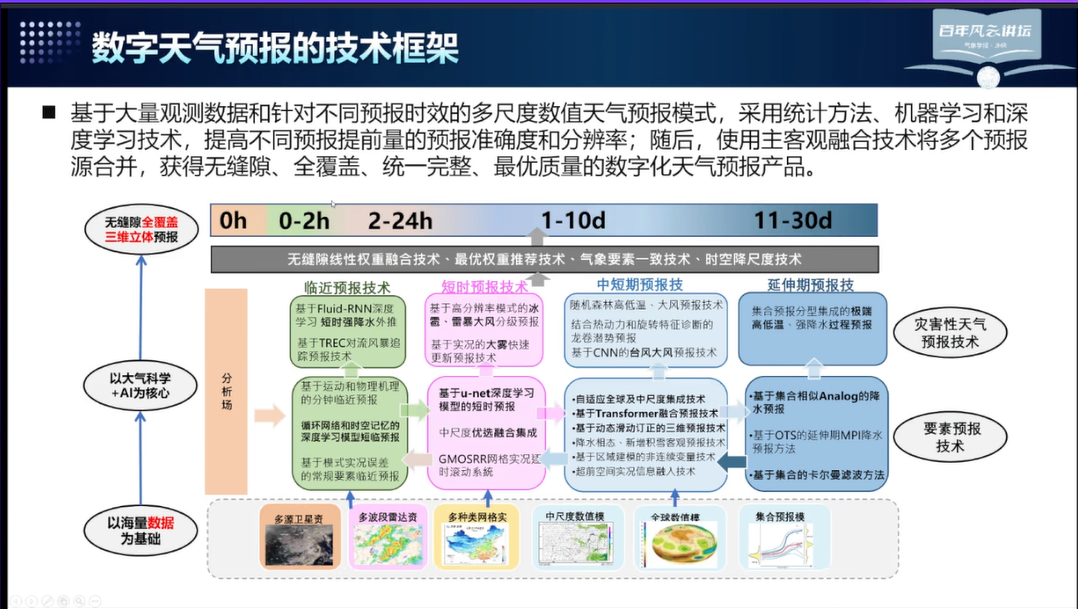 数字天气预报的技术框架
百年风云讲坛
■ 基于大量观测数据和针对不同预报时效的多尺度数值天气预报模式，采用统计方法、机器学习和深
度学习技术，提高不同预报提前量的预报准确度和分辨率；随后，使用主客观融合技术将多个预报
源合并，获得无缝隙、全覆盖、统一完整、最优质量的数字化天气预报产品。
无缝隙全覆盖
三维立体预报
0h 0-2h 2-24h 1-10d 11-30d
无缝隙线性权重融合技术、最优权重推荐技术、气象要素一致技术、时空降尺度技术
临近预报技术
短时预报技术
中短期预报技
延伸期预报技
基于Fluid-RNN深度
学习 短时强降水外推
基于TREC对流风暴追
踪预报技术
基于高分辨率模式的冰
雹、雷暴大风分级预报
基于实况的大雾快速
更新预报技术
随机森林高低温、大风预报技术
结合热动力和旋转特征诊断的
龙卷潜势预报
基于CNN的台风大风预报技术
集合预报分型集成的极端
高低温、强降水过程预报
灾害性天气
预报技术
以大气科学
+AI为核心
分
析
场
基于运动和物理机理
的分钟临近预报
循环网络和时空记忆的
深度学习模型短临预报
基于模式实况误差
的常规要素临近预报
基于u-net深度学习
模型的短时预报
中尺度优选融合集成
GMOSRR网格实况逐
时滚动系统
•自适应全球及中尺度集成技术
•基于Transformer融合预报技术
•基于动态滑动订正的三维预报技术
•降水相态、新增积雪客观预报技术
•基于区域建模的非连续变量技术
•超前空间实况信息融入技术
•基于集合相似Analog的降
水预报
•基于OTS的延伸期MPI降水
预报方法
•基于集合的卡尔曼滤波方法
要素预报
技术
以海量数据
为基础
多源卫星资
多波段雷达资
多种类网格实
中尺度数值模
全球数值模
集合预报模